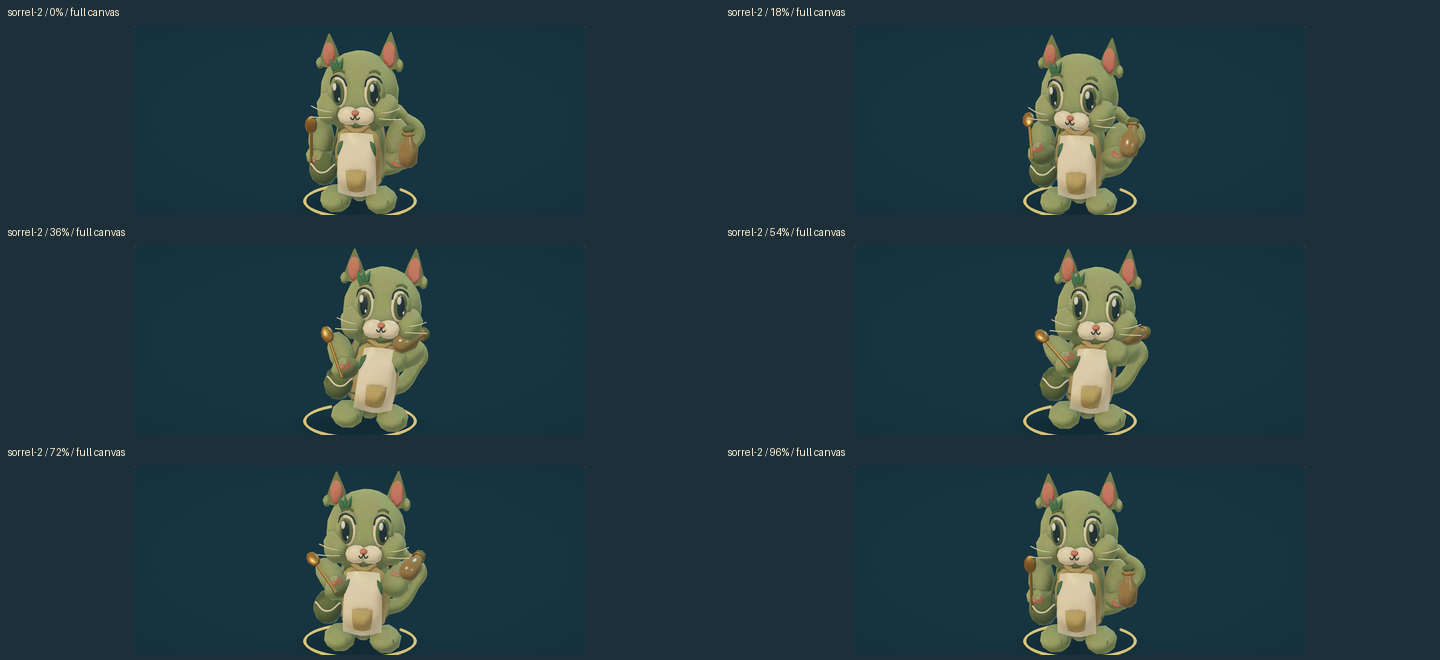 sorrel-2 / 0% / full canvas
sorrel-2 / 18% / full canvas
sorrel-2 / 36% / full canvas
sorrel-2 / 54% / full canvas
sorrel-2 / 72% / full canvas
sorrel-2 / 96% / full canvas